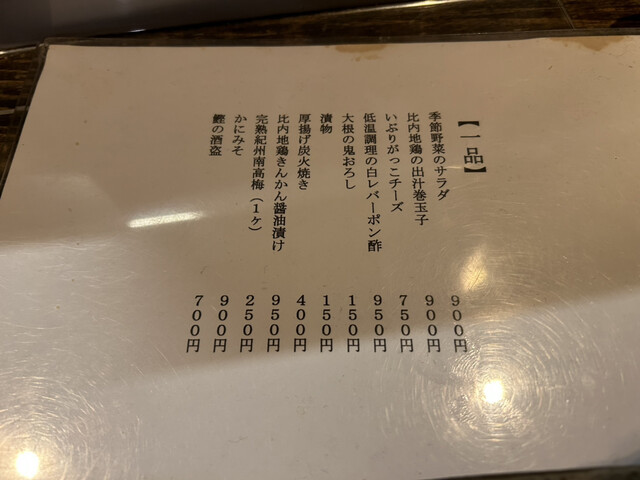 【一品】
季節野菜のサラダ　900円
比内地鶏の出汁巻玉子　900円
いぶりがっこチーズ　750円
低温調理の白レバーポン酢　950円
大根の鬼おろし　150円
漬物　150円
厚揚げ炭火焼き　400円
比内地鶏きんかん醤油漬け　950円
完熟紀州南高梅（1ヶ）　250円
かにみそ　900円
鰹の酒盗　700円